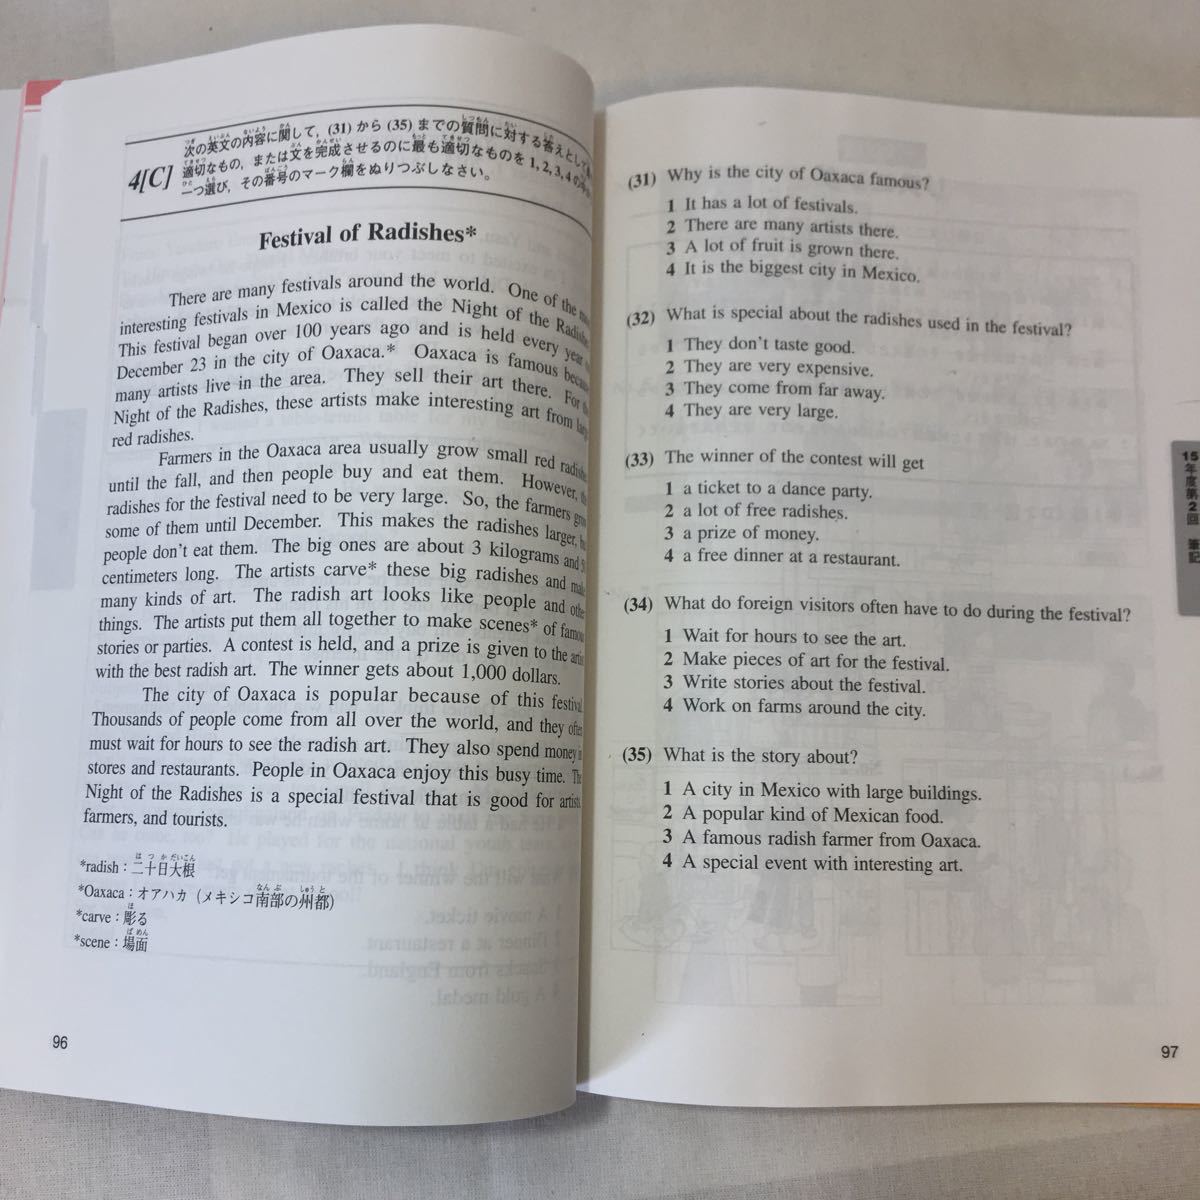 4[C]
次の英文の内容に関して, (31) から (35) までの質問に対する答えとして
適切なもの, または文を完成させるのに最も適切なものを 1, 2, 3, 4 の
一つ選び, その番号のマーク欄をぬりつぶしなさい。
Festival of Radishes*
There are many festivals around the world. One of the
interesting festivals in Mexico is called the Night of the
This festival began over 100 years ago and is held every year
December 23 in the city of Oaxaca.* Oaxaca is famous
many artists live in the area. They sell their art there. For
Night of the Radishes, these artists make interesting art from
red radishes.
Farmers in the Oaxaca area usually grow small red
until the fall, and then people buy and eat them. However,
radishes for the festival need to be very large. So, the farmers
some of them until December. This makes the radishes larger,
people don't eat them. The big ones are about 3 kilograms and
centimeters long. The artists carve* these big radishes and
many kinds of art. The radish art looks like people and
things. The artists put them all together to make scenes* of
stories or parties. A contest is held, and a prize is given to the
with the best radish art. The winner gets about 1,000 dollars.
The city of Oaxaca is popular because of this
Thousands of people come from all over the world, and they
must wait for hours to see the radish art. They also spend money
stores and restaurants. People in Oaxaca enjoy this busy time. The
Night of the Radishes is a special festival that is good for
farmers, and tourists.
*radish：二十日大根
*Oaxaca：オアハカ（メキシコ南部の州都）
*carve：彫る
*scene：場面
96
(31) Why is the city of Oaxaca famous?
1 It has a lot of festivals.
2 There are many artists there.
3 A lot of fruit is grown there.
4 It is the biggest city in Mexico.
(32) What is special about the radishes used in the festival?
1 They don't taste good.
2 They are very expensive.
3 They come from far away.
4 They are very large.
(33) The winner of the contest will get
1 a ticket to a dance party.
2 a lot of free radishes.
3 a prize of money.
4 a free dinner at a restaurant.
(34) What do foreign visitors often have to do during the festival?
1 Wait for hours to see the art.
2 Make pieces of art for the festival.
3 Write stories about the festival.
4 Work on farms around the city.
(35) What is the story about?
1 A city in Mexico with large buildings.
2 A popular kind of Mexican food.
3 A famous radish farmer from Oaxaca.
4 A special event with interesting art.
15年度第2回 筆記
97